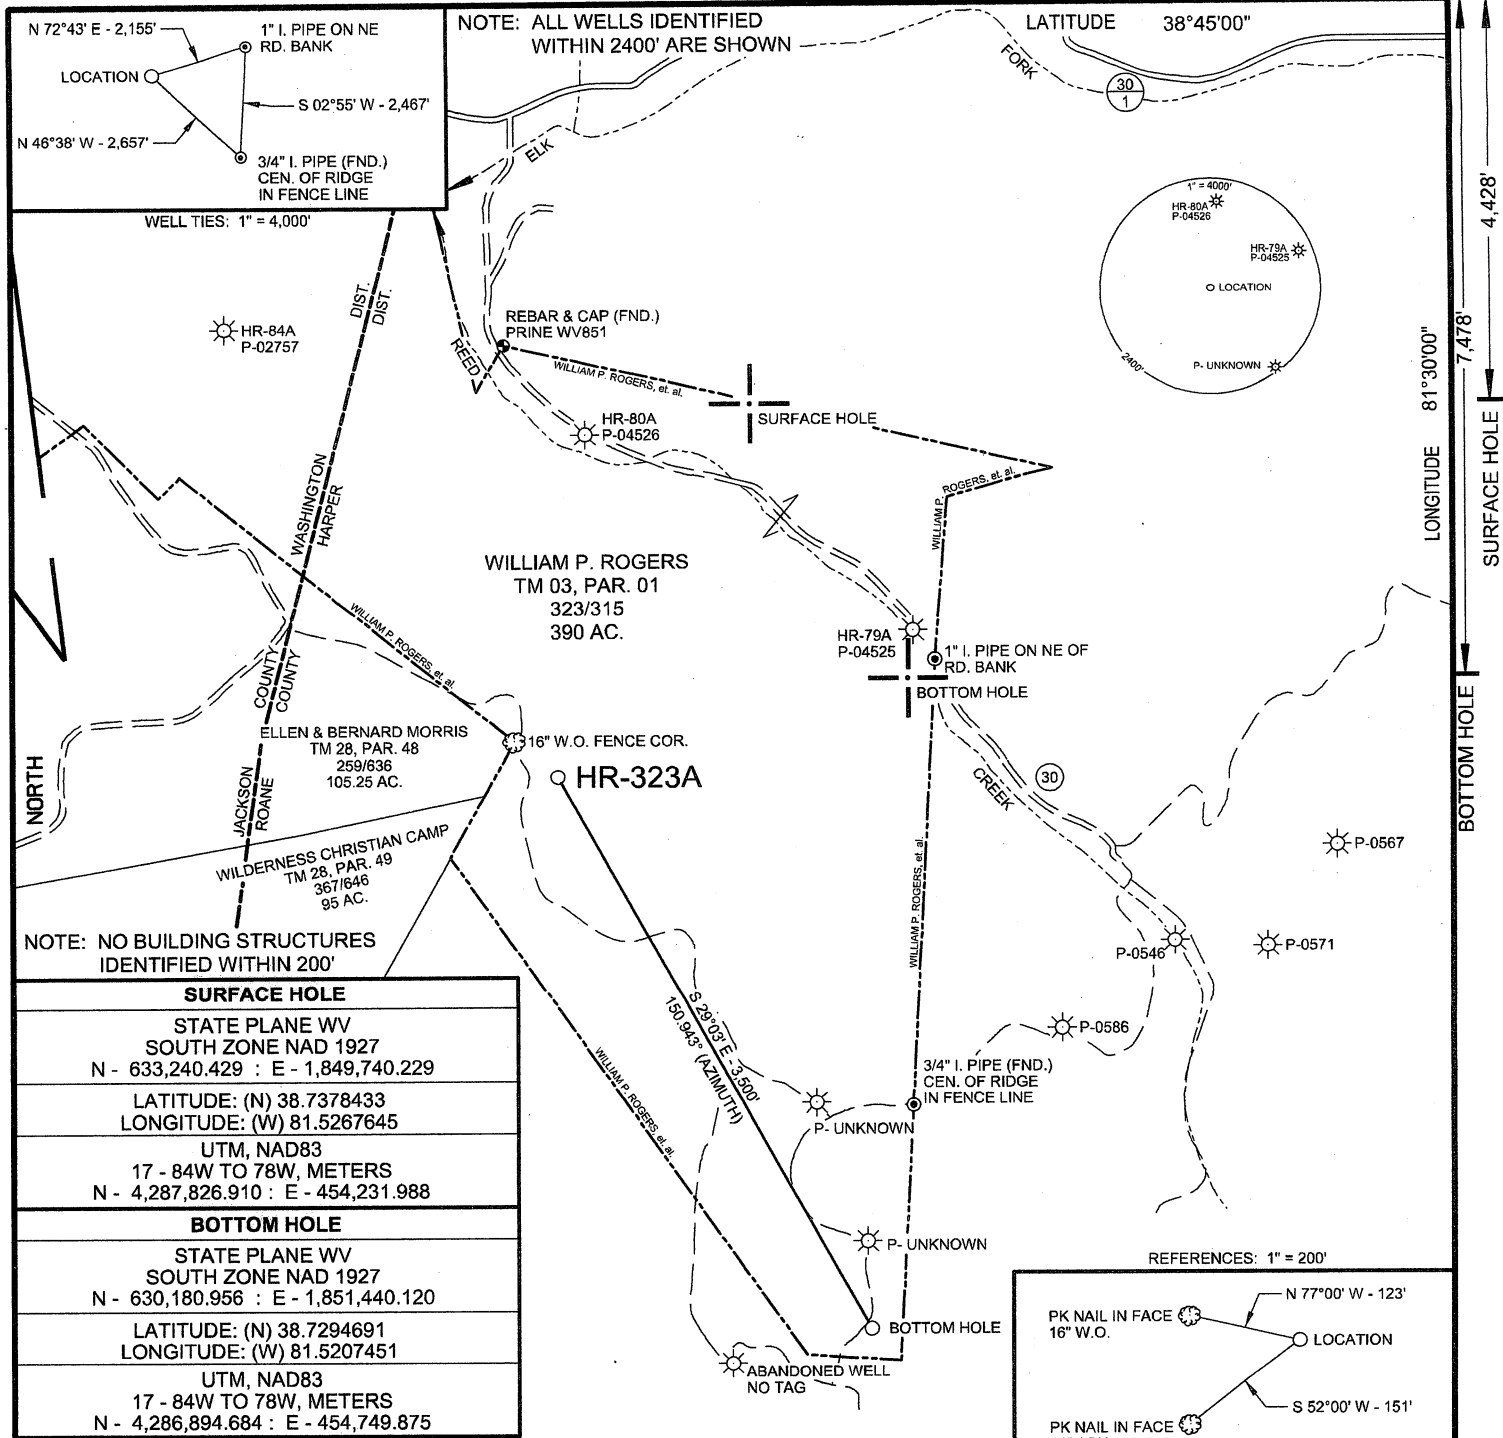 N 72°43' E - 2,155'
1" I. PIPE ON NE
RD. BANK
LOCATION
S 02°55' W - 2,467'
N 46°38' W - 2,657'
3/4" I. PIPE (FND.)
CEN. OF RIDGE
IN FENCE LINE
WELL TIES: 1" = 4,000'
NOTE: ALL WELLS IDENTIFIED
WITHIN 2400' ARE SHOWN
LATITUDE 38°45'00"
FORK
30
1
ELK
1" = 4000'
HR-80A
P-04526
HR-79A
P-04525
LOCATION
P- UNKNOWN
2400'
4,428'
SURFACE HOLE
7,478'
BOTTOM HOLE
LONGITUDE 81°30'00"
DIST.
DIST.
HR-84A
P-02757
REBAR & CAP (FND.)
PRINE WV851
REED
WILLIAM P. ROGERS, et. al.
SURFACE HOLE
HR-80A
P-04526
WASHINGTON
HARPER
WILLIAM P. ROGERS, et. al.
WILLIAM P. ROGERS
TM 03, PAR. 01
323/315
390 AC.
WILLIAM P. ROGERS, et. al.
HR-79A
P-04525
1" I. PIPE ON NE OF
RD. BANK
BOTTOM HOLE
COUNTY
COUNTY
ELLEN & BERNARD MORRIS
TM 28, PAR. 48
259/636
105.25 AC.
16" W.O. FENCE COR.
HR-323A
30
CREEK
NORTH
JACKSON
ROANE
WILDERNESS CHRISTIAN CAMP
TM 28, PAR. 49
367/646
95 AC.
WILLIAM P. ROGERS, et. al.
P-0567
P-0546
P-0571
P-0586
NOTE: NO BUILDING STRUCTURES
IDENTIFIED WITHIN 200'
S 29°03' E - 3,500'
150.943° (AZIMUTH)
WILLIAM P. ROGERS, et. al.
3/4" I. PIPE (FND.)
CEN. OF RIDGE
IN FENCE LINE
P- UNKNOWN
P- UNKNOWN
BOTTOM HOLE
ABANDONED WELL
NO TAG
SURFACE HOLE
STATE PLANE WV
SOUTH ZONE NAD 1927
N - 633,240.429 : E - 1,849,740.229
LATITUDE: (N) 38.7378433
LONGITUDE: (W) 81.5267645
UTM, NAD83
17 - 84W TO 78W, METERS
N - 4,287,826.910 : E - 454,231.988
BOTTOM HOLE
STATE PLANE WV
SOUTH ZONE NAD 1927
N - 630,180.956 : E - 1,851,440.120
LATITUDE: (N) 38.7294691
LONGITUDE: (W) 81.5207451
UTM, NAD83
17 - 84W TO 78W, METERS
N - 4,286,894.684 : E - 454,749.875
REFERENCES: 1" = 200'
N 77°00' W - 123'
PK NAIL IN FACE
16" W.O.
LOCATION
S 52°00' W - 151'
PK NAIL IN FACE